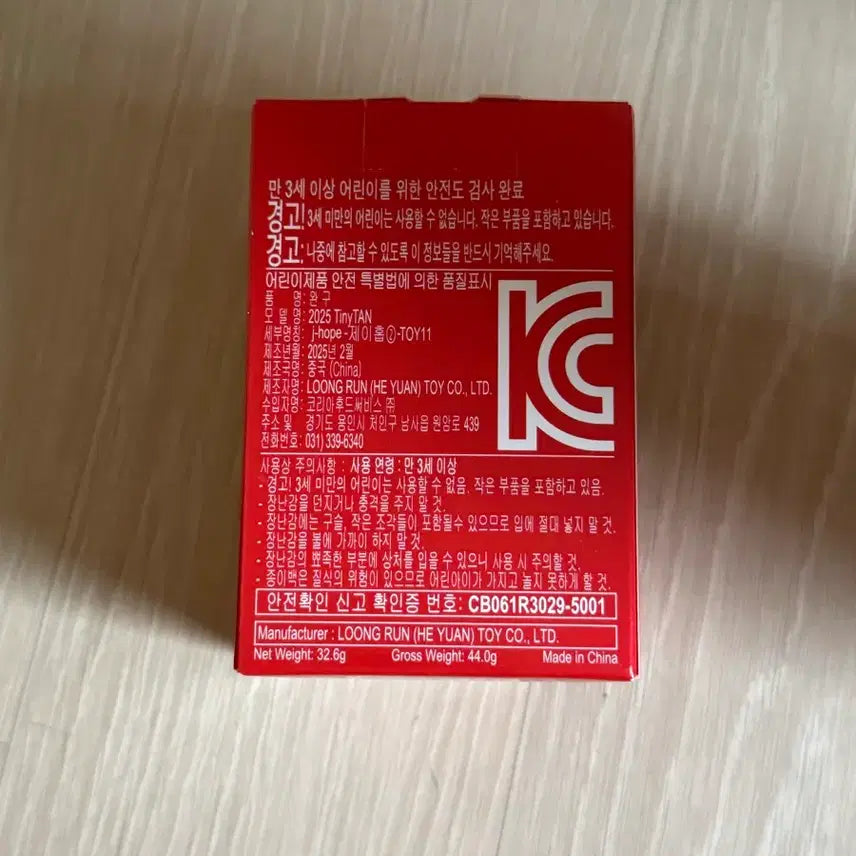 만 3세 이상 어린이를 위한 안전도 검사 완료
경고! 3세 미만의 어린이는 사용할 수 없습니다. 작은 부품을 포함하고 있습니다.
경고: 나중에 참고할 수 있도록 이 정보들을 반드시 기억해주세요.
어린이제품 안전 특별법에 의한 품질표시
품 명: 완 구
모 델 명: 2025 TinyTAN
세부명칭: j-hope -제이홉②-TOY11
제조년월: 2025년 2월
제조국명: 중국 (China)
제조자명: LOONG RUN (HE YUAN) TOY CO., LTD.
수입자명: 코리아후드써비스 ㈜
주소 및 경기도 용인시 처인구 남사읍 원암로 439
전화번호: 031) 339-6340
KC
사용상 주의사항 : 사용 연령 : 만 3세 이상
- 경고! 3세 미만의 어린이는 사용할 수 없음. 작은 부품을 포함하고 있음.
- 장난감을 던지거나 충격을 주지 말 것.
- 장난감에는 구슬, 작은 조각들이 포함될수 있으므로 입에 절대 넣지 말 것.
- 장난감을 볼에 가까이 하지 말 것.
- 장난감의 뾰족한 부분에 상처를 입을 수 있으니 사용 시 주의할 것.
- 종이백은 질식의 위험이 있으므로 어린아이가 가지고 놀지 못하게 할 것.
안전확인 신고 확인증 번호: CB061R3029-5001
Manufacturer : LOONG RUN (HE YUAN) TOY CO., LTD.
Net Weight: 32.6g Gross Weight: 44.0g Made in China